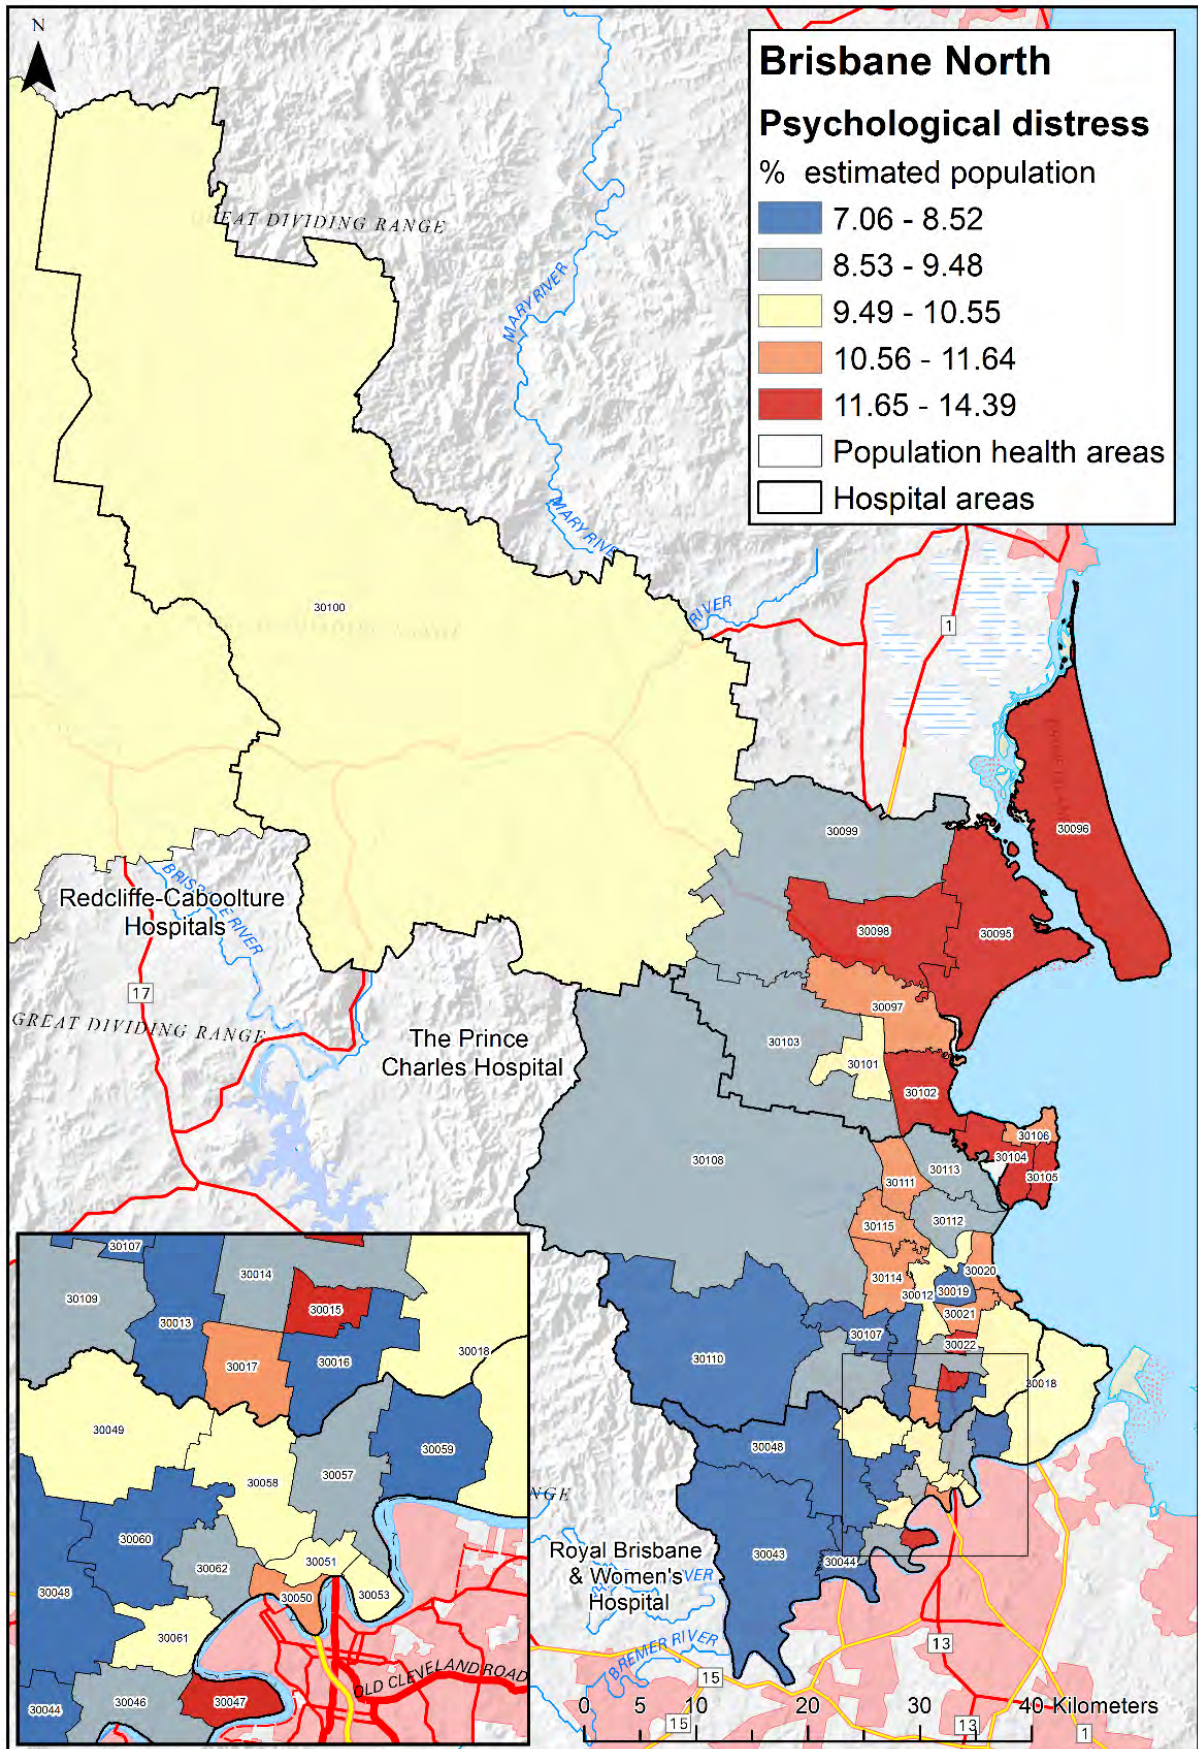 N
Brisbane North
Psychological distress
% estimated population
7.06 - 8.52
8.53 - 9.48
9.49 - 10.55
10.56 - 11.64
11.65 - 14.39
Population health areas
Hospital areas
GREAT DIVIDING RANGE
MARY RIVER
MARY RIVE
RIVER
1
30100
30096
30099
30098
30095
Redcliffe-Caboolture
Hospitals
BRISBANE RIVER
17
GREAT DIVIDING RANGE
The Prince
Charles Hospital
30097
30103
30101
30102
30106
30104
30105
30108
30113
30111
30112
30115
30114
30020
30012
30019
30021
30107
30022
30110
30018
30048
30043
30044
Royal Brisbane
& Women's
Hospital
NGE
VER
BREMER RIVER
15
15
13
13
1
0 5 10 20 30 40 Kilometers
30107
30014
30109
30013
30015
30017
30016
30018
30049
30059
30058
30057
30060
30062
30051
30048
30050
30053
30061
30044
30046
30047
OLD CLEVELAND ROAD